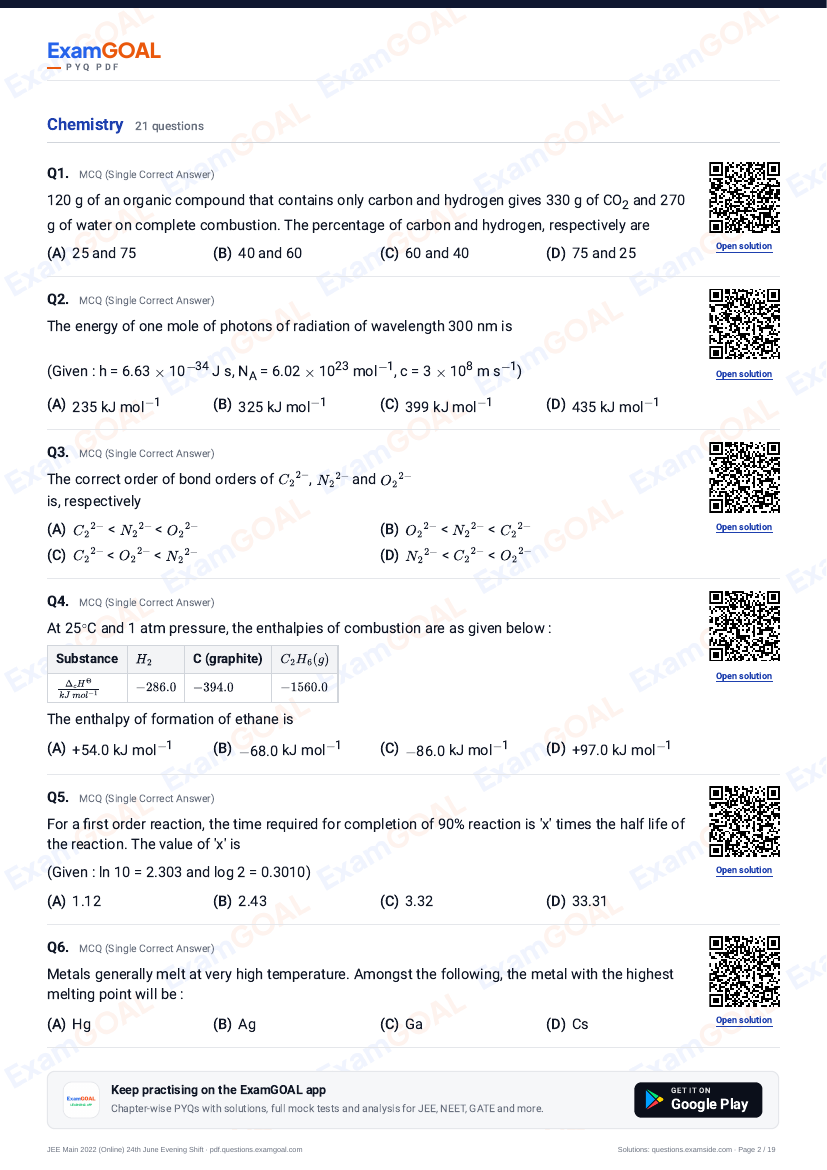 ExamGOAL
PYQ PDF
Chemistry 21 questions
Q1. MCQ (Single Correct Answer)
120 g of an organic compound that contains only carbon and hydrogen gives 330 g of CO₂ and 270
g of water on complete combustion. The percentage of carbon and hydrogen, respectively are
(A) 25 and 75 (B) 40 and 60 (C) 60 and 40 (D) 75 and 25
Open solution
Q2. MCQ (Single Correct Answer)
The energy of one mole of photons of radiation of wavelength 300 nm is
(Given : h = 6.63 × 10⁻³⁴ J s, N_A = 6.02 × 10²³ mol⁻¹, c = 3 × 10⁸ m s⁻¹)
(A) 235 kJ mol⁻¹ (B) 325 kJ mol⁻¹ (C) 399 kJ mol⁻¹ (D) 435 kJ mol⁻¹
Open solution
Q3. MCQ (Single Correct Answer)
The correct order of bond orders of C₂²⁻, N₂²⁻ and O₂²⁻
is, respectively
(A) C₂²⁻ < N₂²⁻ < O₂²⁻ (B) O₂²⁻ < N₂²⁻ < C₂²⁻
(C) C₂²⁻ < O₂²⁻ < N₂²⁻ (D) N₂²⁻ < C₂²⁻ < O₂²⁻
Open solution
Q4. MCQ (Single Correct Answer)
At 25°C and 1 atm pressure, the enthalpies of combustion are as given below :
Substance H₂ C (graphite) C₂H₆(g)
Δ_cH^Θ / kJ mol⁻¹ −286.0 −394.0 −1560.0
The enthalpy of formation of ethane is
(A) +54.0 kJ mol⁻¹ (B) −68.0 kJ mol⁻¹ (C) −86.0 kJ mol⁻¹ (D) +97.0 kJ mol⁻¹
Open solution
Q5. MCQ (Single Correct Answer)
For a first order reaction, the time required for completion of 90% reaction is 'x' times the half life of
the reaction. The value of 'x' is
(Given : ln 10 = 2.303 and log 2 = 0.3010)
(A) 1.12 (B) 2.43 (C) 3.32 (D) 33.31
Open solution
Q6. MCQ (Single Correct Answer)
Metals generally melt at very high temperature. Amongst the following, the metal with the highest
melting point will be :
(A) Hg (B) Ag (C) Ga (D) Cs
Open solution
ExamGOAL
Keep practising on the ExamGOAL app
Chapter-wise PYQs with solutions, full mock tests and analysis for JEE, NEET, GATE and more.
GET IT ON
Google Play
JEE Main 2022 (Online) 24th June Evening Shift · pdf.questions.examgoal.com
Solutions: questions.examside.com · Page 2 / 19